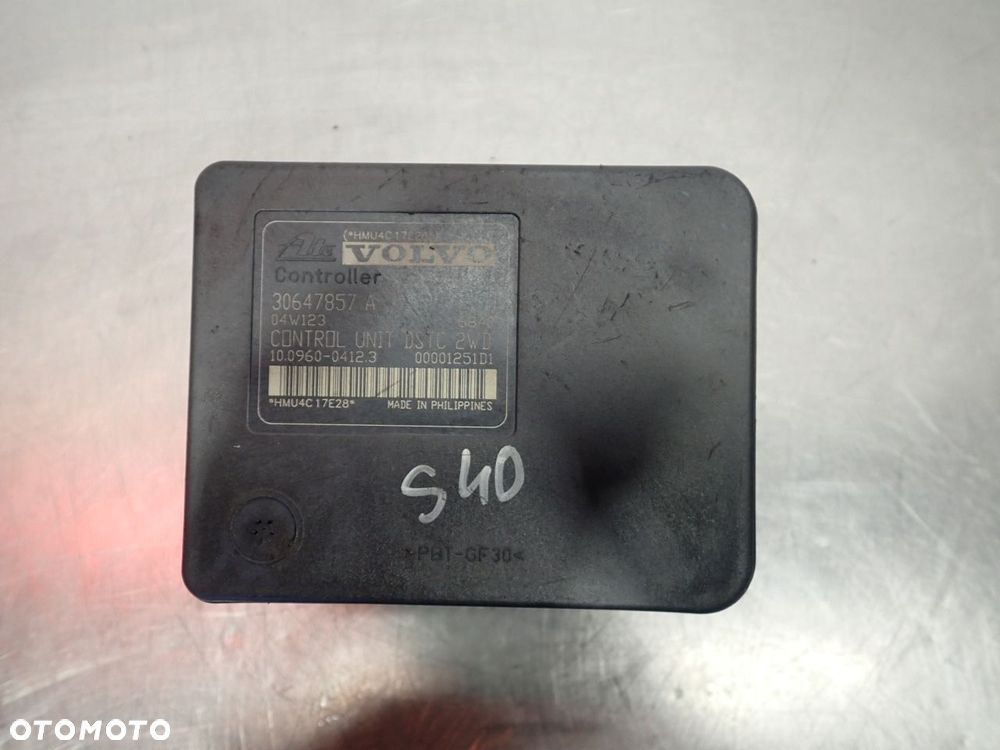 (*HMU4C17E28*)
Ate VOLVO
Controller
30647857 A
04W123
CONTROL UNIT DSTC 2WD
10.0960-0412.3 00001251D1
*HMU4C17E28* MADE IN PHILIPPINES
S40
>PBT-GF30<
OTOMOTO